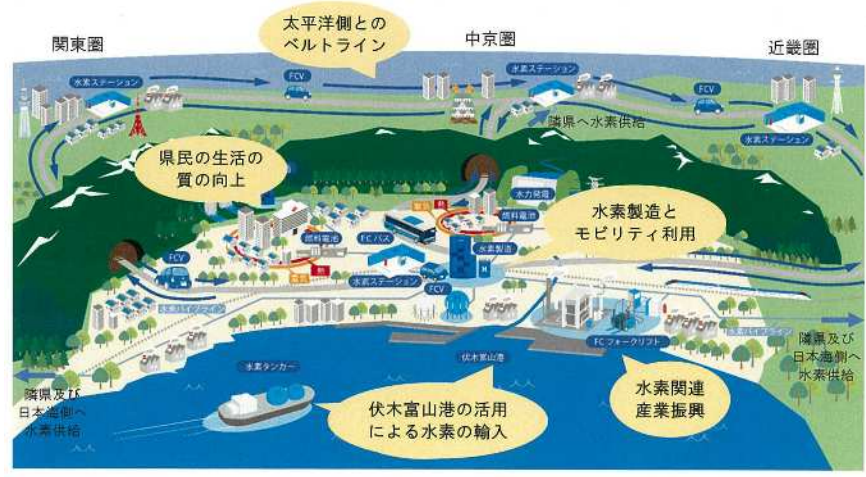 関東圏
太平洋側との
ベルトライン
中京圏
近畿圏
水素ステーション
FCV
水素ステーション
FCV
水素ステーション
隣県へ水素供給
県民の生活の
質の向上
水力発電
電気
熱
燃料電池
FCバス
燃料電池
水素製造
水素製造と
モビリティ利用
FCV
電気
熱
水素ステーション
FCV
水素パイプライン
水素パイプライン
FCフォークリフト
伏木富山港
水素タンカー
隣県及び
日本海側へ
水素供給
隣県及び
日本海側へ
水素供給
伏木富山港の活用
による水素の輸入
水素関連
産業振興